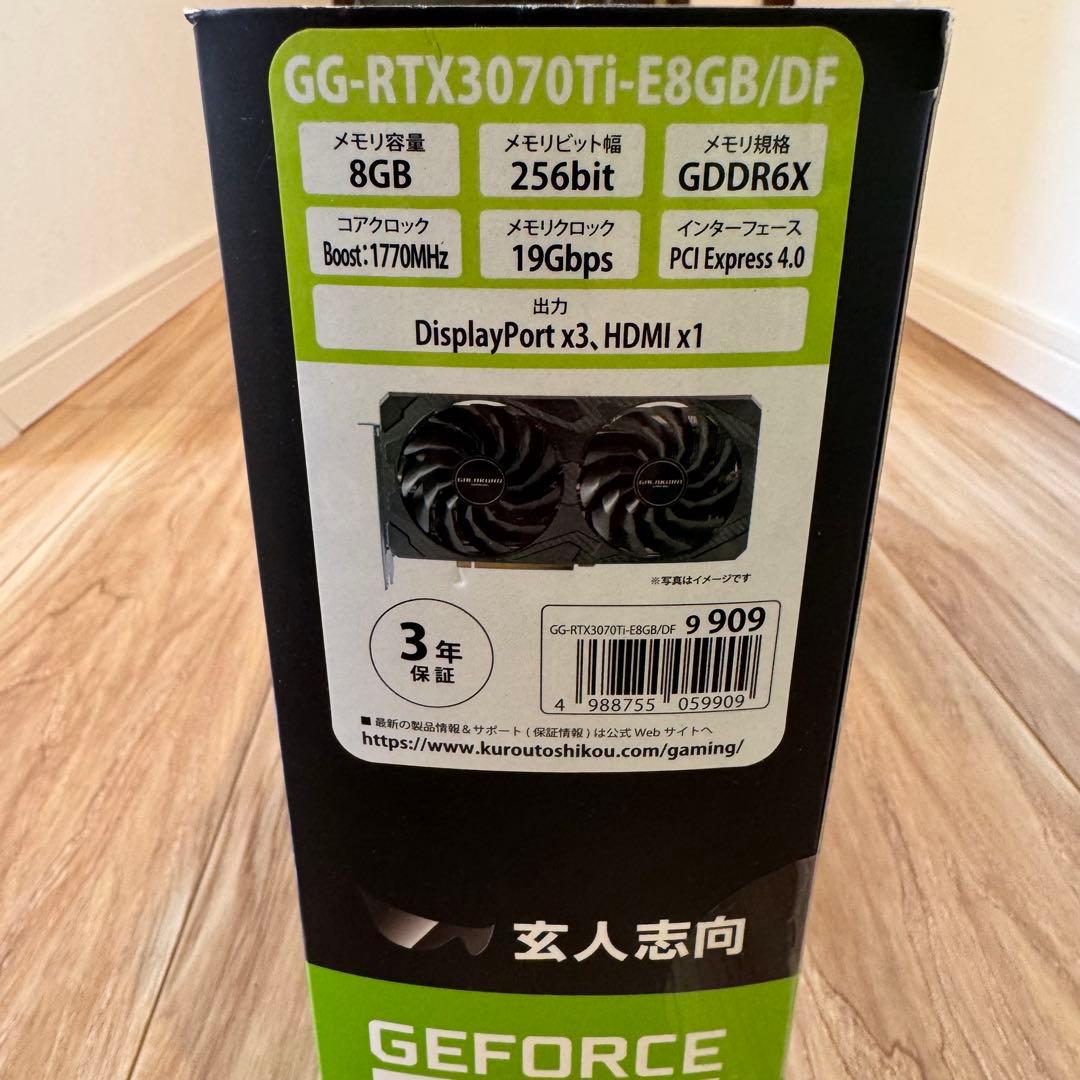 GG-RTX3070Ti-E8GB/DF
メモリ容量 メモリビット幅 メモリ規格
8GB 256bit GDDR6X
コアクロック メモリクロック インターフェース
Boost:1770MHz 19Gbps PCI Express 4.0
出力
DisplayPort x3、HDMI x1
GALAKURO GALAKURO
※写真はイメージです
3年
保証
GG-RTX3070Ti-E8GB/DF 9 909
4 988755 059909
■ 最新の製品情報&サポート(保証情報)は公式 Web サイトへ
https://www.kuroutoshikou.com/gaming/
玄人志向
GEFORCE